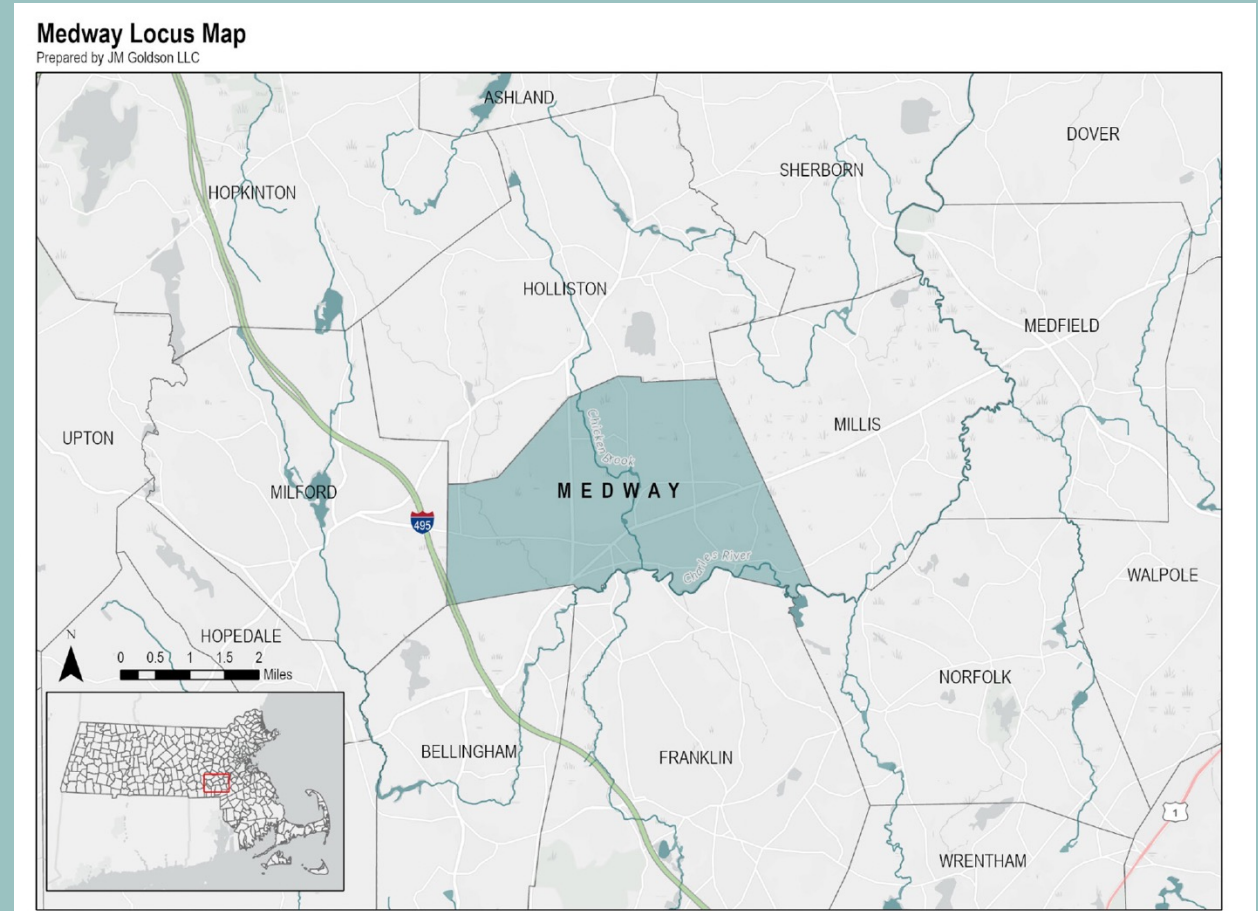 Medway Locus Map
Prepared by JM Goldson LLC
ASHLAND
DOVER
SHERBORN
HOPKINTON
HOLLISTON
MEDFIELD
MILLIS
UPTON
Chicken Brook
MEDWAY
MILFORD
495
Charles River
WALPOLE
HOPEDALE
N
0 0.5 1 1.5 2
Miles
NORFOLK
BELLINGHAM
FRANKLIN
1
WRENTHAM